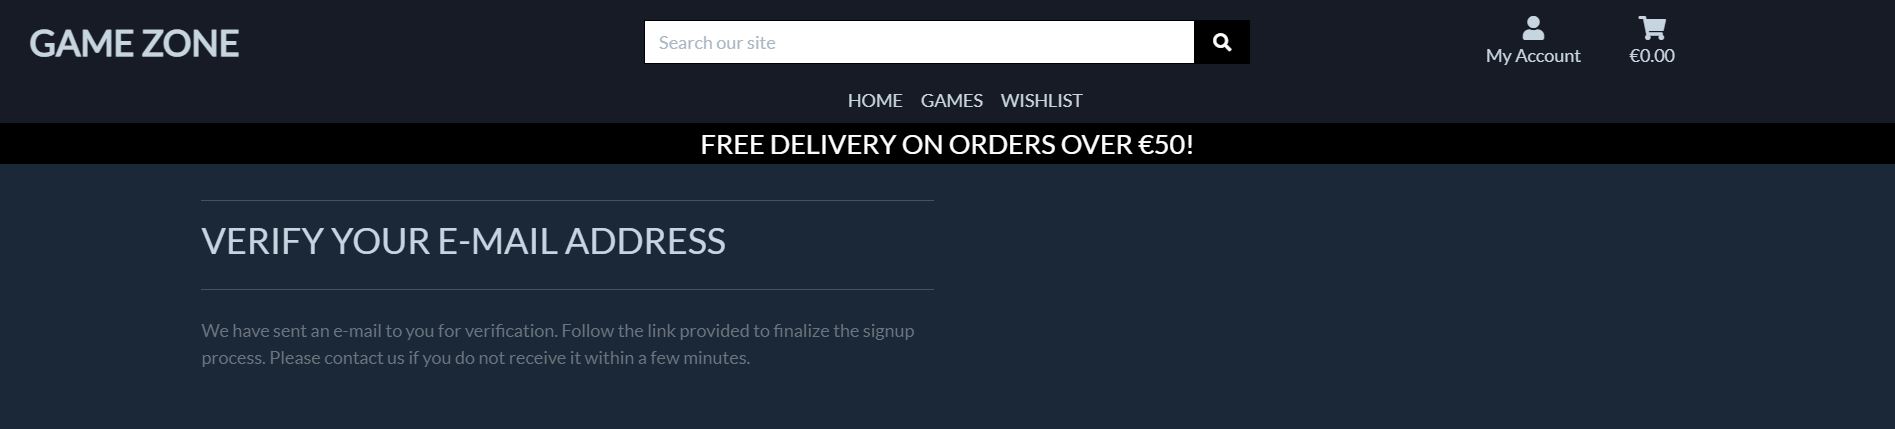 GAME ZONE
Search our site
My Account
€0.00
HOME GAMES WISHLIST
FREE DELIVERY ON ORDERS OVER €50!
VERIFY YOUR E-MAIL ADDRESS
We have sent an e-mail to you for verification. Follow the link provided to finalize the signup
process. Please contact us if you do not receive it within a few minutes.